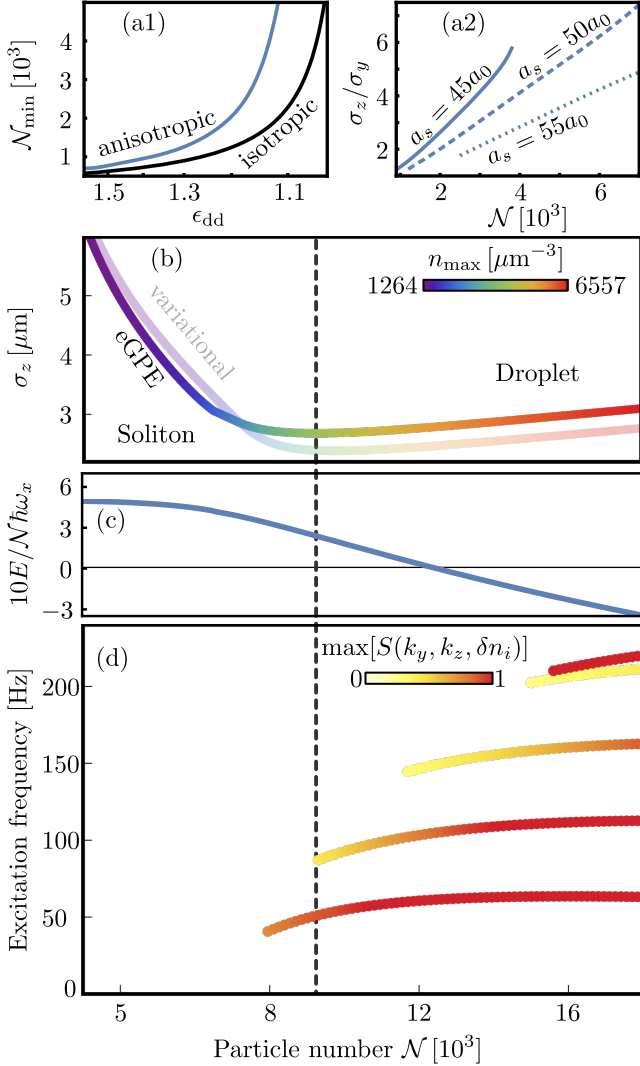 (a1)
𝒩min [10³]
5
4
3
2
1
anisotropic
isotropic
1.5
1.3
1.1
ϵdd
(a2)
σz/σy
6
4
2
as = 45a0
as = 50a0
as = 55a0
2
4
6
𝒩 [10³]
(b)
nmax [μm⁻³]
1264
6557
variational
eGPE
Soliton
Droplet
σz [μm]
5
4
3
(c)
10E/𝒩ℏωx
6
3
0
−3
(d)
max[S(ky, kz, δni)]
0
1
Excitation frequency [Hz]
200
150
100
50
0
5
8
12
16
Particle number 𝒩 [10³]